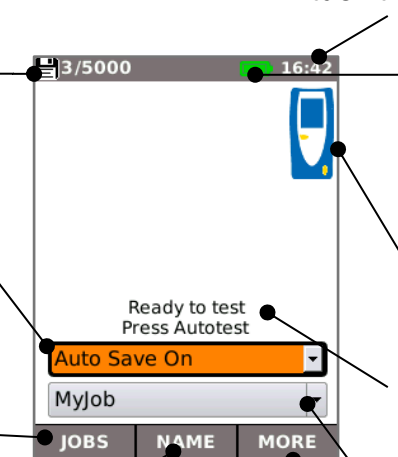 3/5000 16:42
Ready to test
Press Autotest
Auto Save On
MyJob
JOBS NAME MORE